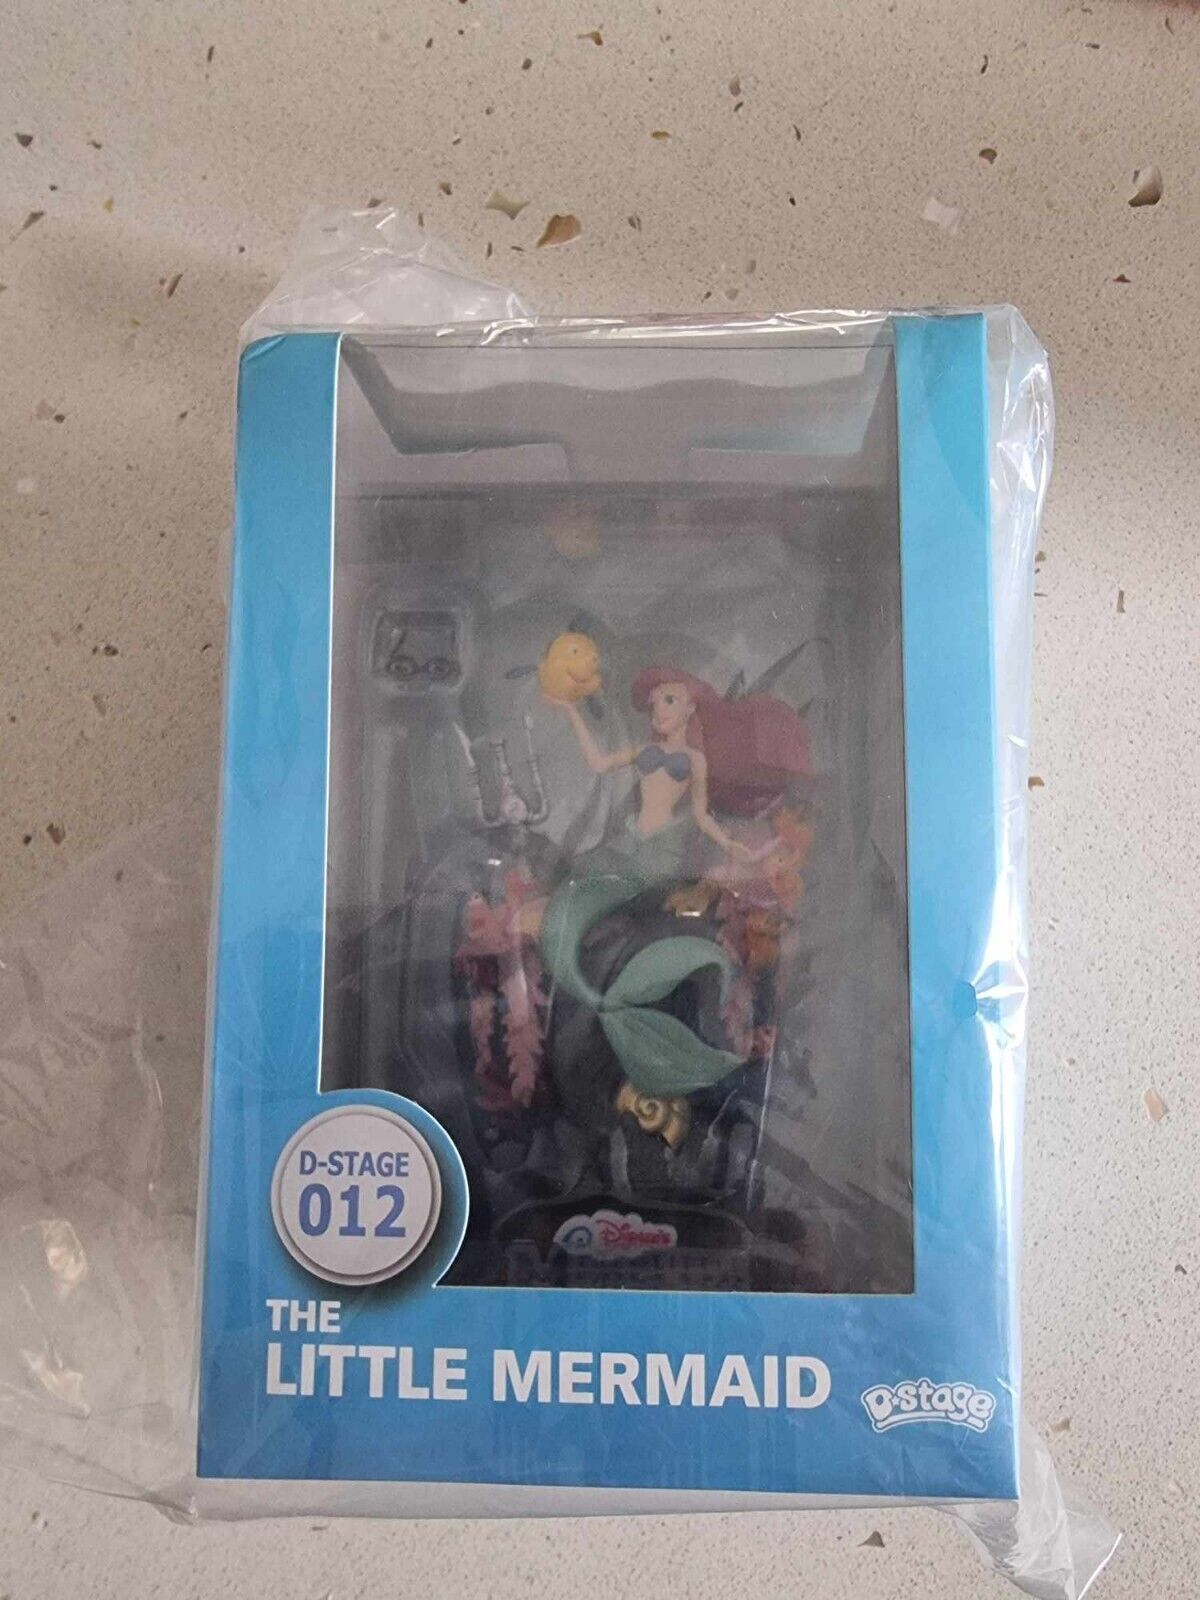 Disney's
D-STAGE
012
THE
LITTLE MERMAID
D-stage